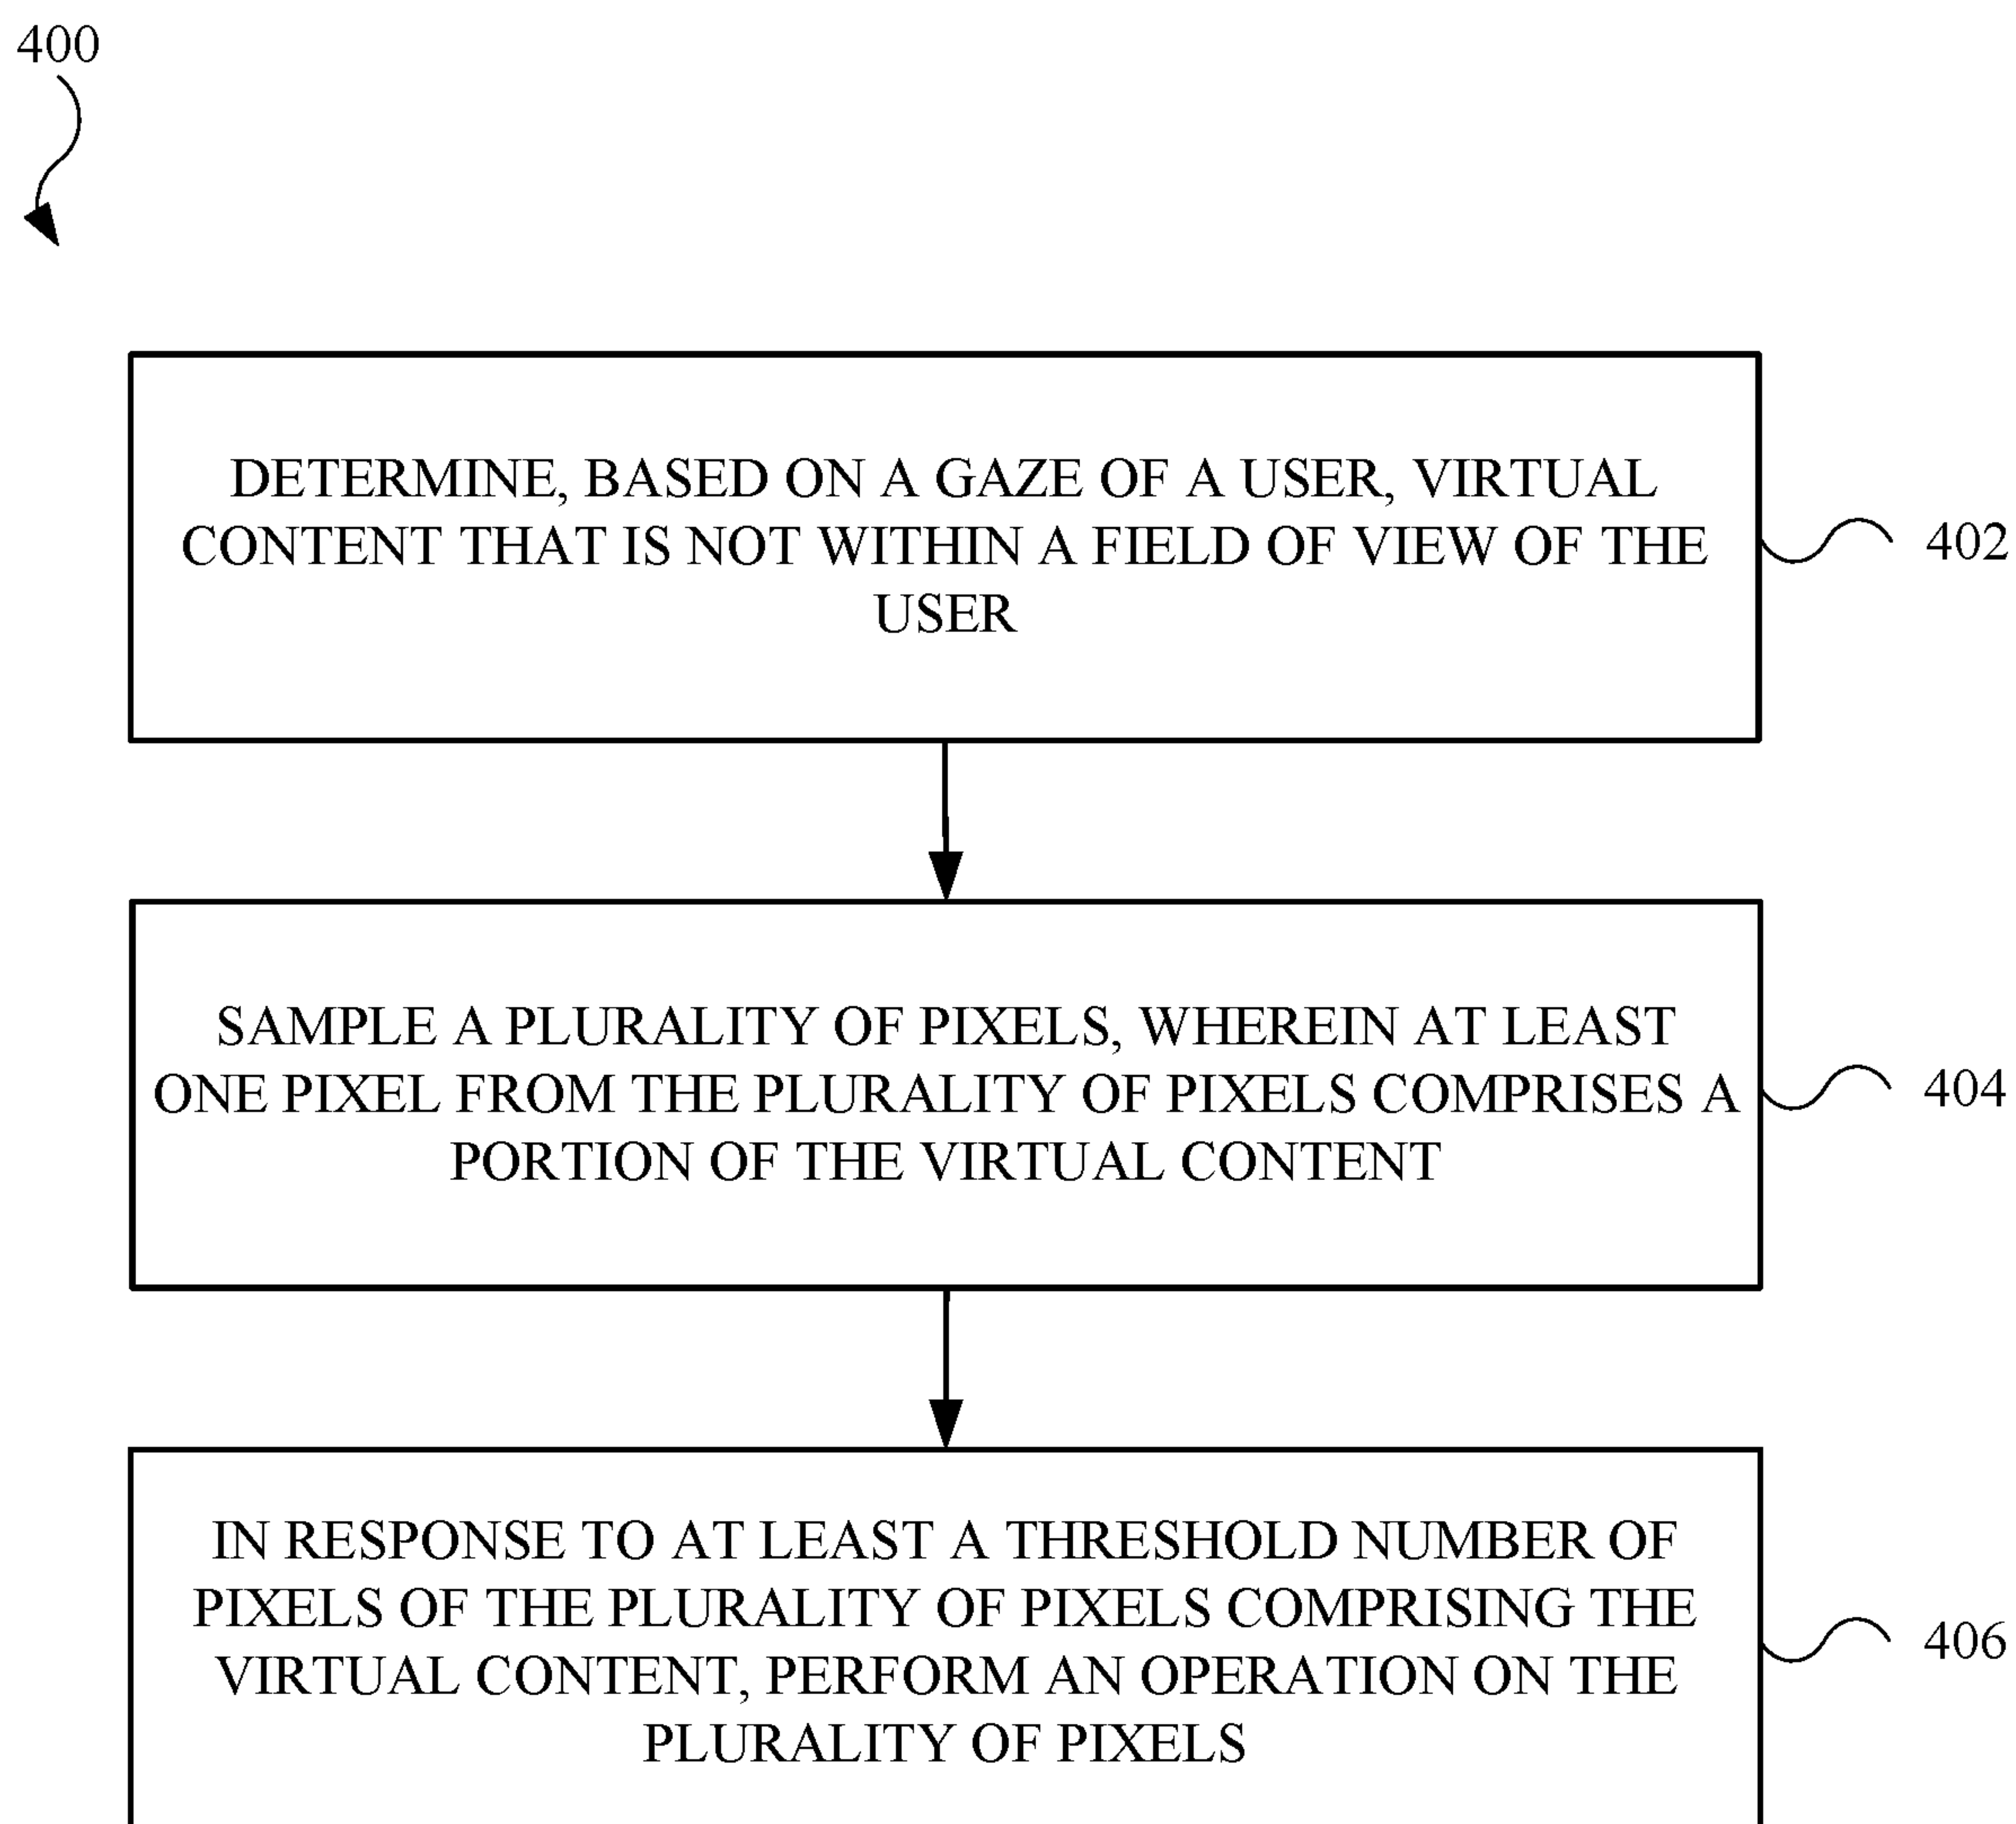 400
DETERMINE, BASED ON A GAZE OF A USER, VIRTUAL
CONTENT THAT IS NOT WITHIN A FIELD OF VIEW OF THE
USER
402
SAMPLE A PLURALITY OF PIXELS, WHEREIN AT LEAST
ONE PIXEL FROM THE PLURALITY OF PIXELS COMPRISES A
PORTION OF THE VIRTUAL CONTENT
404
IN RESPONSE TO AT LEAST A THRESHOLD NUMBER OF
PIXELS OF THE PLURALITY OF PIXELS COMPRISING THE
VIRTUAL CONTENT, PERFORM AN OPERATION ON THE
PLURALITY OF PIXELS
406